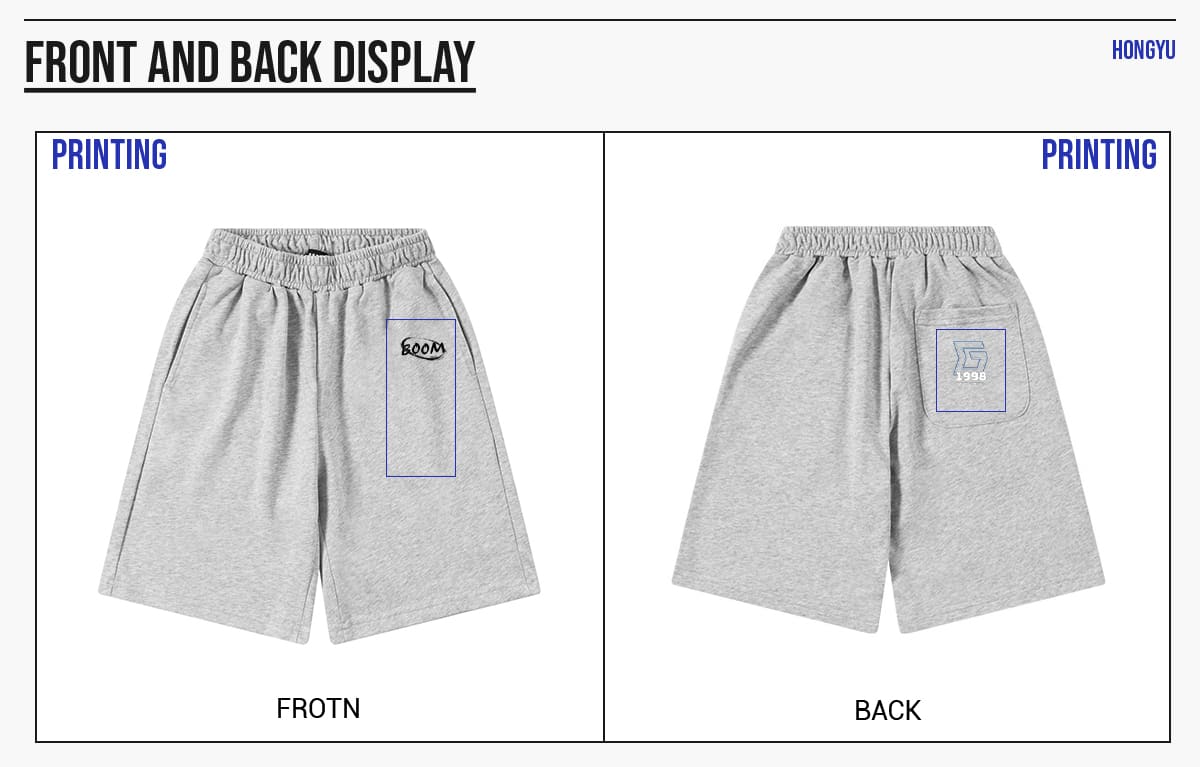 FRONT AND BACK DISPLAY
HONGYU
PRINTING
PRINTING
BOOM
G
1998
FROTN
BACK